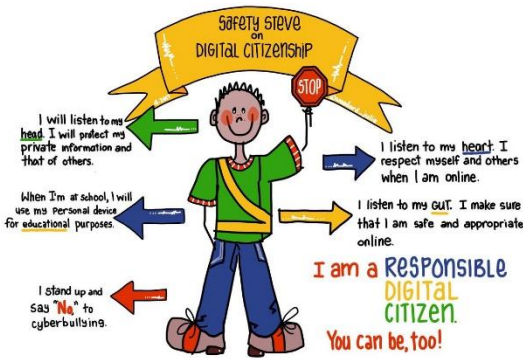 SAFETY STEVE
on
DIGITAL CITIZENSHIP
STOP
I will listen to my
head. I will protect my
private information and
that of others.
I listen to my heart. I
respect myself and others
when I am online.
When I'm at school, I will
use my personal device
for educational purposes.
I listen to my GUT. I make sure
that I am safe and appropriate
online.
I stand up and
say "No," to
cyberbullying.
I am a RESPONSIBLE
DIGITAL
CITIZEN.
You can be, too!